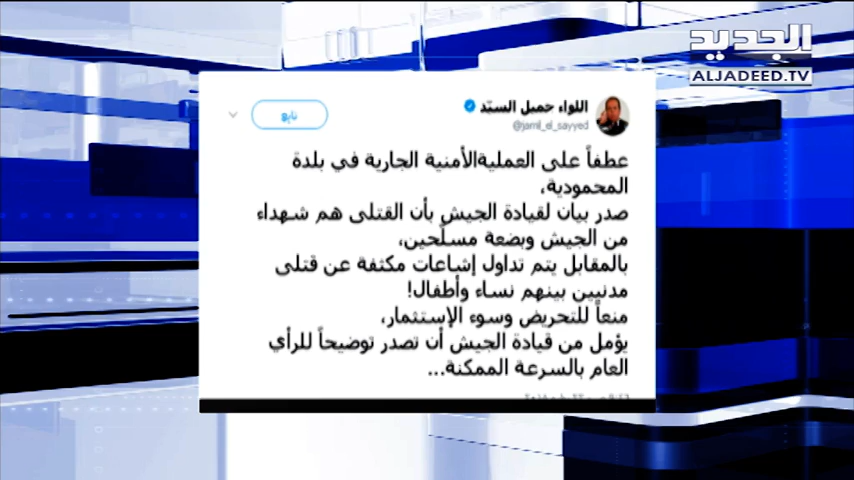 الجديد
ALJADEED.TV
اللواء جميل السيّد
@jamil_el_sayyed
تابع
عطفاً على العمليةالأمنية الجارية في بلدة
المحمودية،
صدر بيان لقيادة الجيش بأن القتلى هم شهداء
من الجيش وبضعة مسلّحين،
بالمقابل يتم تداول إشاعات مكثفة عن قتلى
مدنيين بينهم نساء وأطفال!
منعاً للتحريض وسوء الإستثمار،
يؤمل من قيادة الجيش أن تصدر توضيحاً للرأي
العام بالسرعة الممكنة...